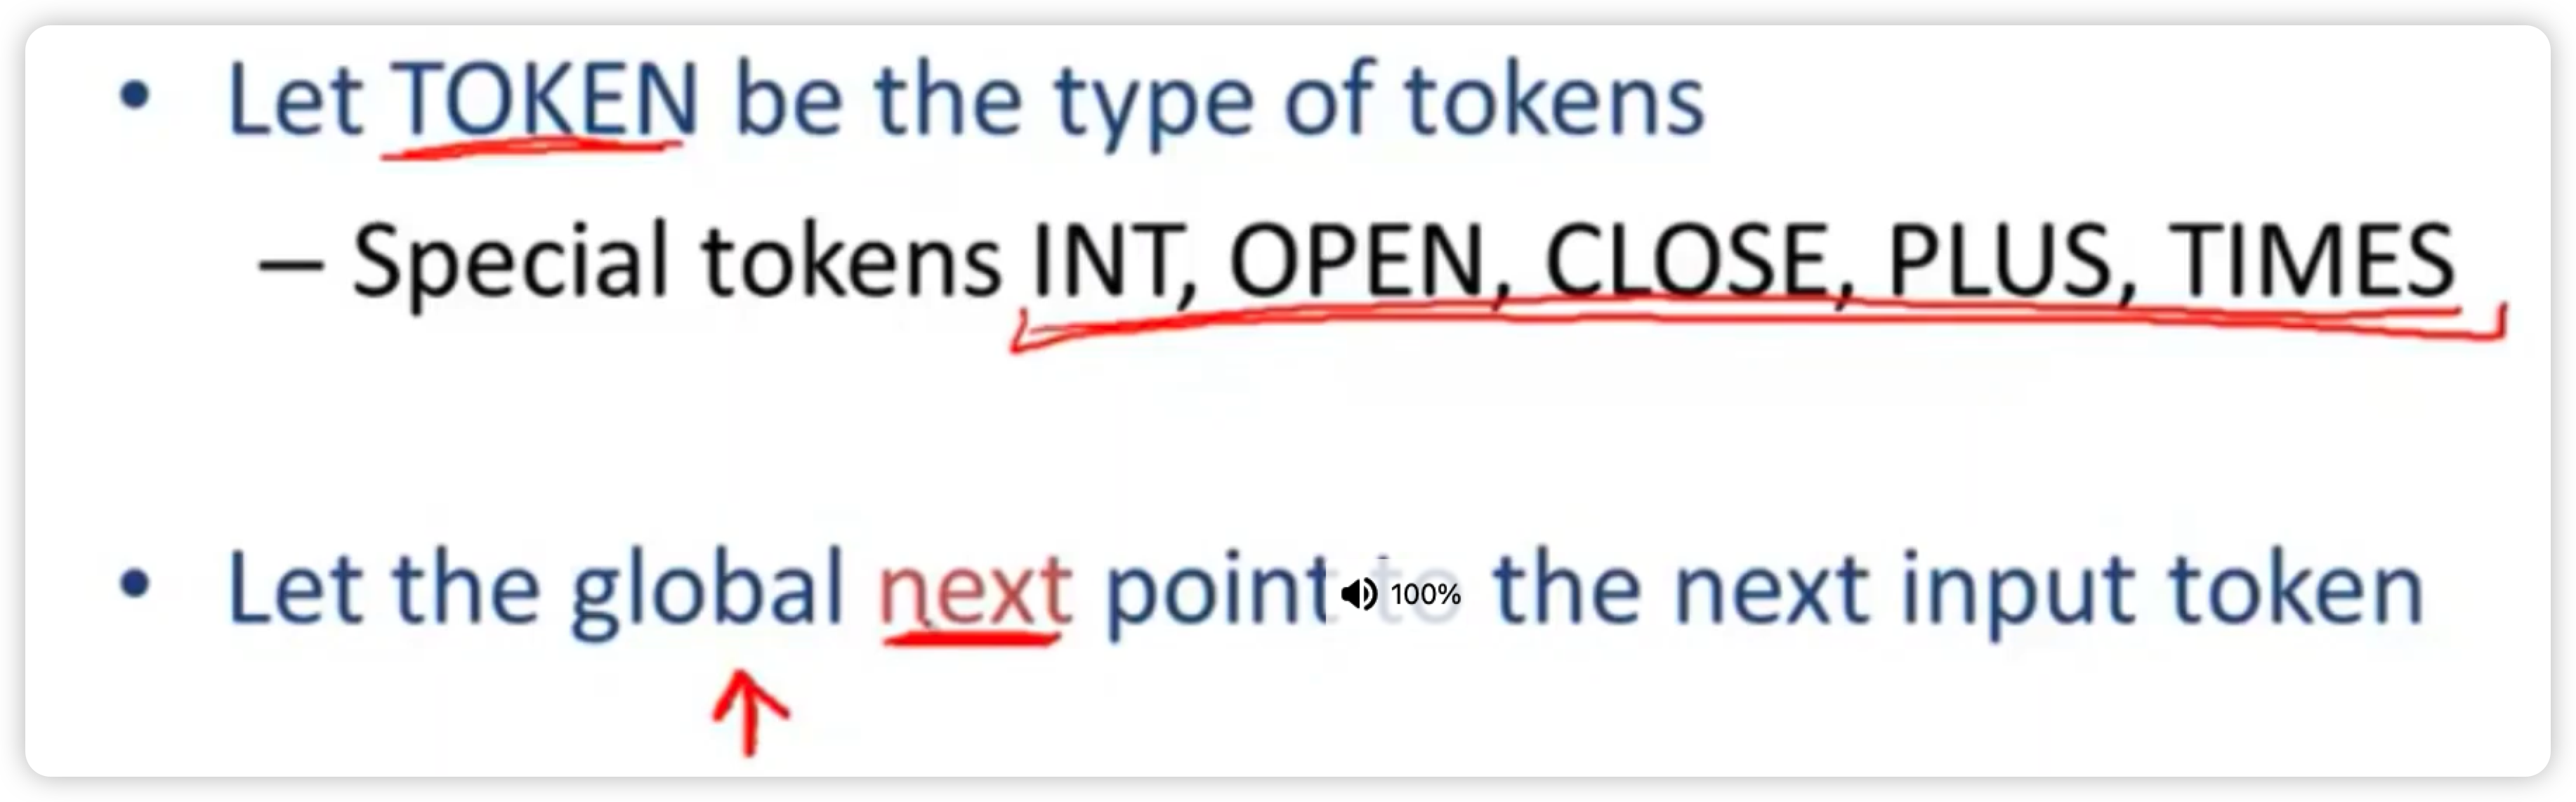 • Let TOKEN be the type of tokens
– Special tokens INT, OPEN, CLOSE, PLUS, TIMES
• Let the global next point to the next input token
100%